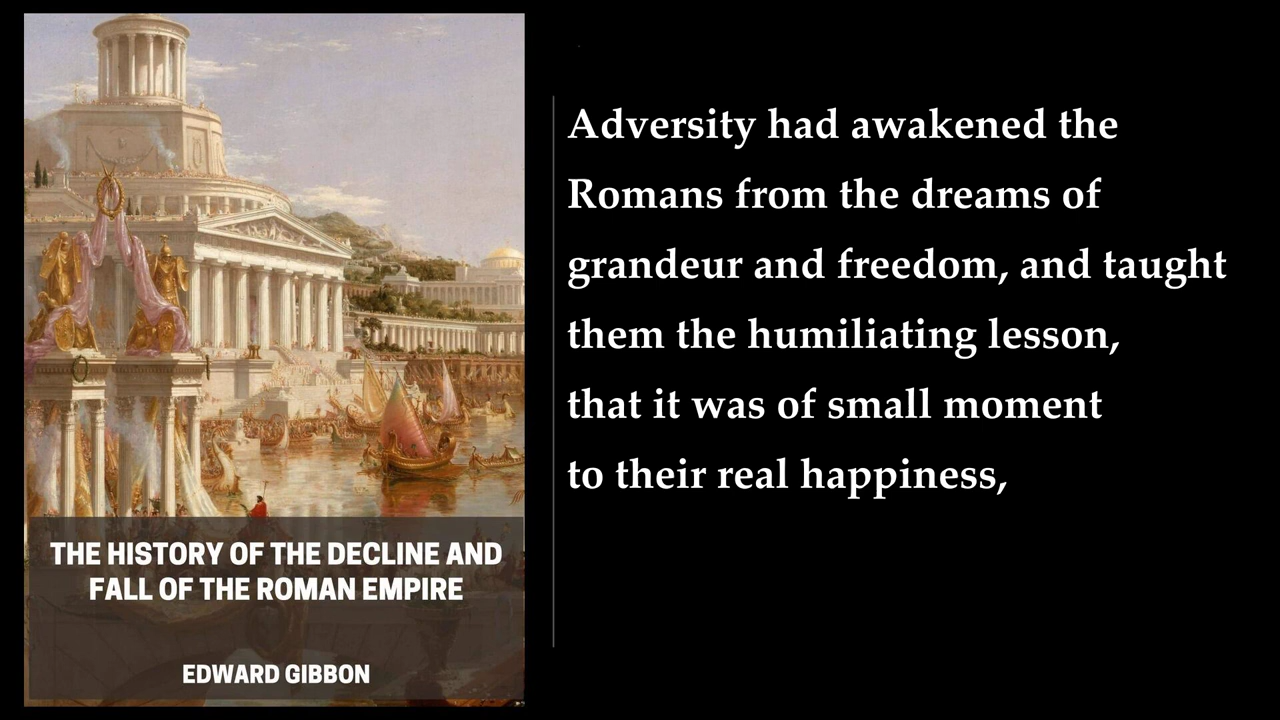 THE HISTORY OF THE DECLINE AND
FALL OF THE ROMAN EMPIRE
EDWARD GIBBON
Adversity had awakened the
Romans from the dreams of
grandeur and freedom, and taught
them the humiliating lesson,
that it was of small moment
to their real happiness,